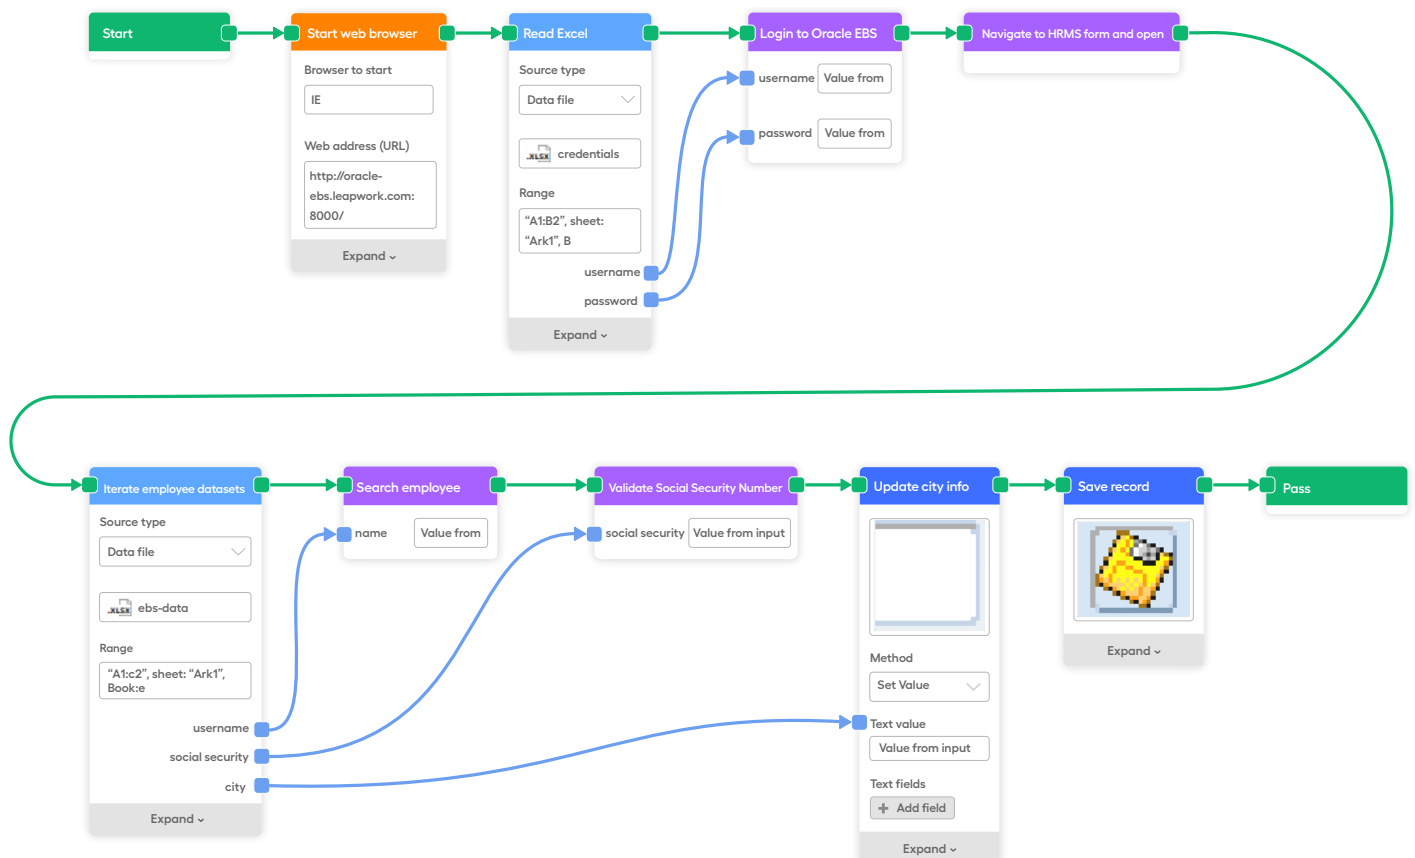 Start
Start web browser
Browser to start
IE
Web address (URL)
http://oracle-
ebs.leapwork.com:
8000/
Expand
Read Excel
Source type
Data file
.XLSX credentials
Range
“A1:B2”, sheet:
“Ark1”, B
username
password
Expand
Login to Oracle EBS
username Value from
password Value from
Navigate to HRMS form and open
Iterate employee datasets
Source type
Data file
.XLSX ebs-data
Range
“A1:c2”, sheet: “Ark1”,
Book:e
username
social security
city
Expand
Search employee
name Value from
Validate Social Security Number
social security Value from input
Update city info
Method
Set Value
Text value
Value from input
Text fields
+ Add field
Expand
Save record
Expand
Pass